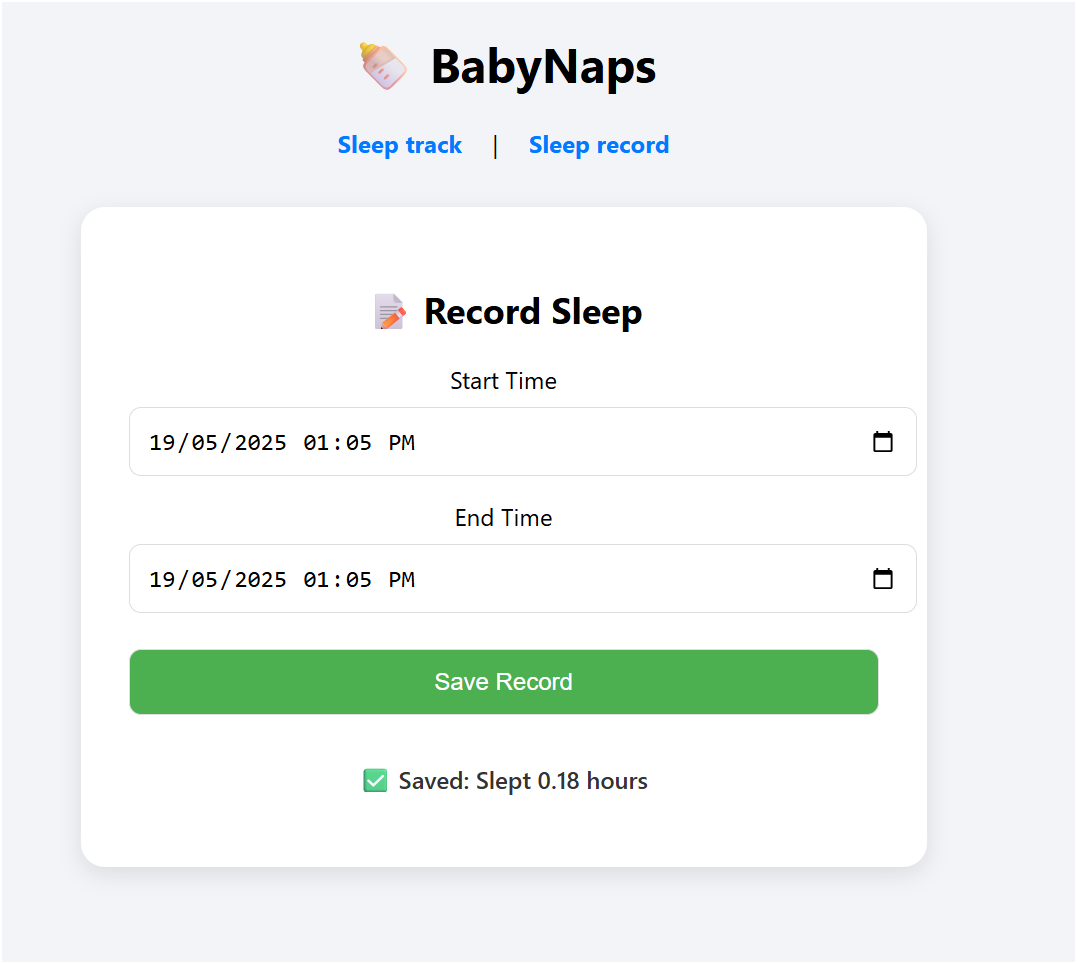 BabyNaps
Sleep track | Sleep record
Record Sleep
Start Time
19/05/2025 01:05 PM
End Time
19/05/2025 01:05 PM
Save Record
Saved: Slept 0.18 hours